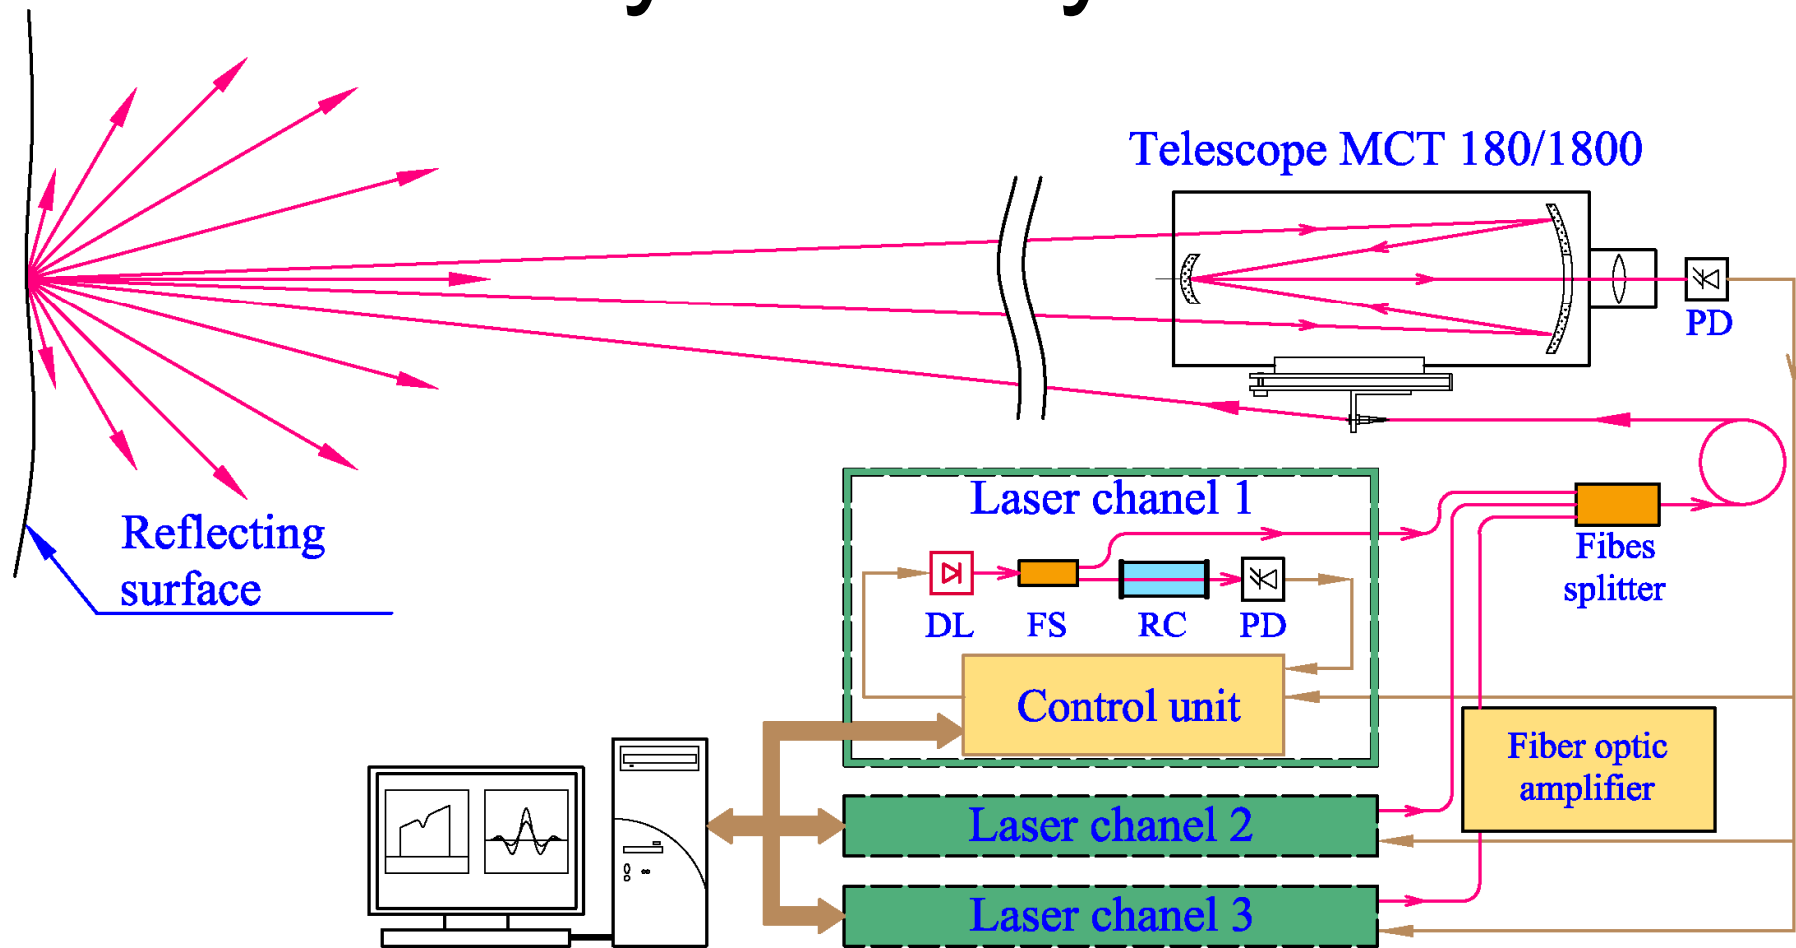 Telescope MCT 180/1800
PD
Reflecting
surface
Laser chanel 1
Fibes
splitter
DL
FS
RC
PD
Control unit
Fiber optic
amplifier
Laser chanel 2
Laser chanel 3